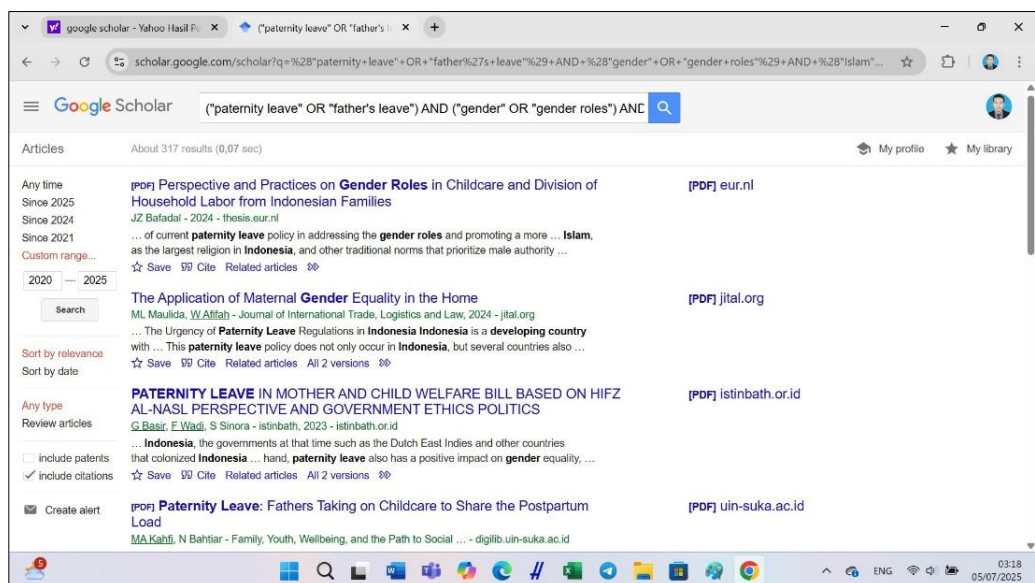 google scholar - Yahoo Hasil Pe
("paternity leave" OR "father's l
scholar.google.com/scholar?q=%28"paternity+leave"+OR+"father%27s+leave"%29+AND+%28"gender"+OR+"gender+roles"%29+AND+%28"Islam"...
Google Scholar
("paternity leave" OR "father's leave") AND ("gender" OR "gender roles") AND
Articles
About 317 results (0,07 sec)
My profile
My library
Any time
Since 2025
Since 2024
Since 2021
Custom range...
2020 — 2025
Search
Sort by relevance
Sort by date
Any type
Review articles
include patents
include citations
Create alert
[PDF] Perspective and Practices on Gender Roles in Childcare and Division of
Household Labor from Indonesian Families
JZ Bafadal - 2024 - thesis.eur.nl
... of current paternity leave policy in addressing the gender roles and promoting a more ... Islam,
as the largest religion in Indonesia, and other traditional norms that prioritize male authority ...
Save Cite Related articles
[PDF] eur.nl
The Application of Maternal Gender Equality in the Home
ML Maulida, W Afifah - Journal of International Trade, Logistics and Law, 2024 - jital.org
... The Urgency of Paternity Leave Regulations in Indonesia Indonesia is a developing country
with ... This paternity leave policy does not only occur in Indonesia, but several countries also ...
Save Cite Related articles All 2 versions
[PDF] jital.org
PATERNITY LEAVE IN MOTHER AND CHILD WELFARE BILL BASED ON HIFZ
AL-NASL PERSPECTIVE AND GOVERNMENT ETHICS POLITICS
G Basir, F Wadi, S Sinora - istinbath, 2023 - istinbath.or.id
... Indonesia, the governments at that time such as the Dutch East Indies and other countries
that colonized Indonesia ... hand, paternity leave also has a positive impact on gender equality, ...
Save Cite Related articles All 2 versions
[PDF] istinbath.or.id
[PDF] Paternity Leave: Fathers Taking on Childcare to Share the Postpartum
Load
MA Kahfi, N Bahtiar - Family, Youth, Wellbeing, and the Path to Social ... - digilib.uin-suka.ac.id
[PDF] uin-suka.ac.id
5
ENG
03:18
05/07/2025